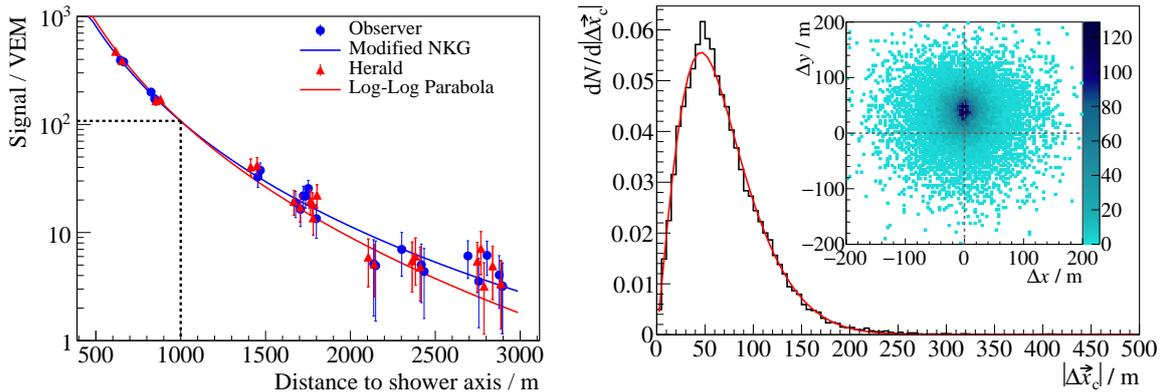 Signal / VEM
10³
10²
10
1
Observer
Modified NKG
Herald
Log-Log Parabola
500 1000 1500 2000 2500 3000
Distance to shower axis / m
dN/d|Δx⃗c|
0.06
0.05
0.04
0.03
0.02
0.01
0
0 50 100 150 200 250 300 350 400 450 500
|Δx⃗c| / m
Δy / m
200
100
0
−100
−200
−200 −100 0 100 200
Δx / m
120
100
80
60
40
20
0